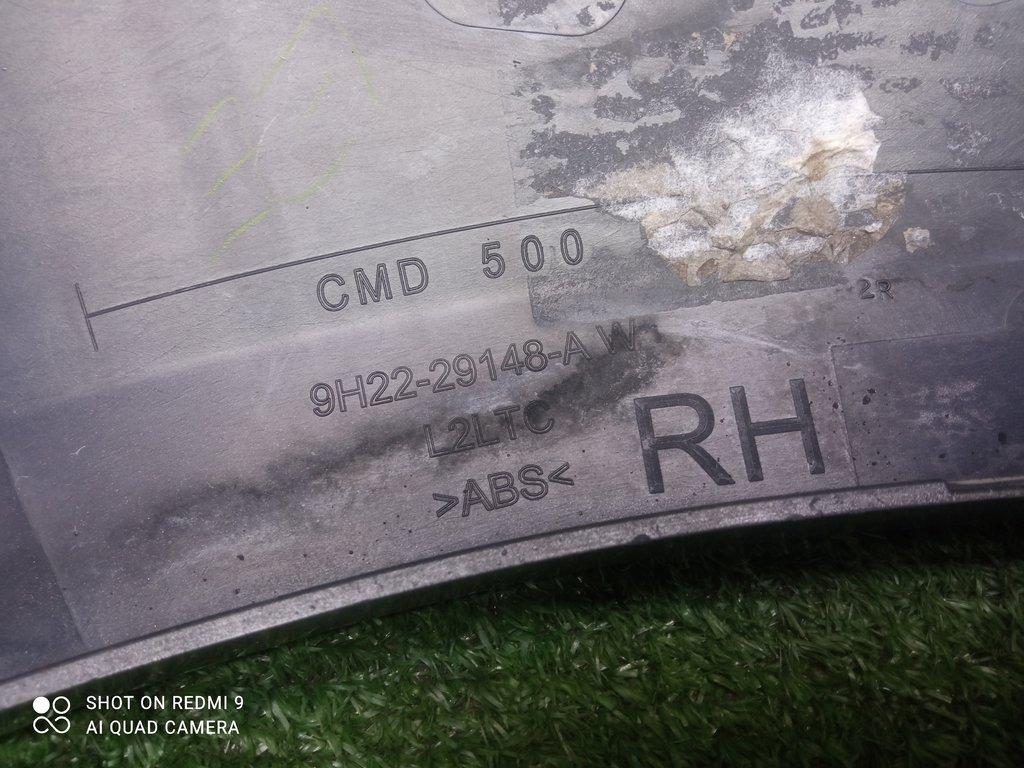 CMD 500
2R
9H22-29148-A W
L2LTC
>ABS<
RH
SHOT ON REDMI 9
AI QUAD CAMERA